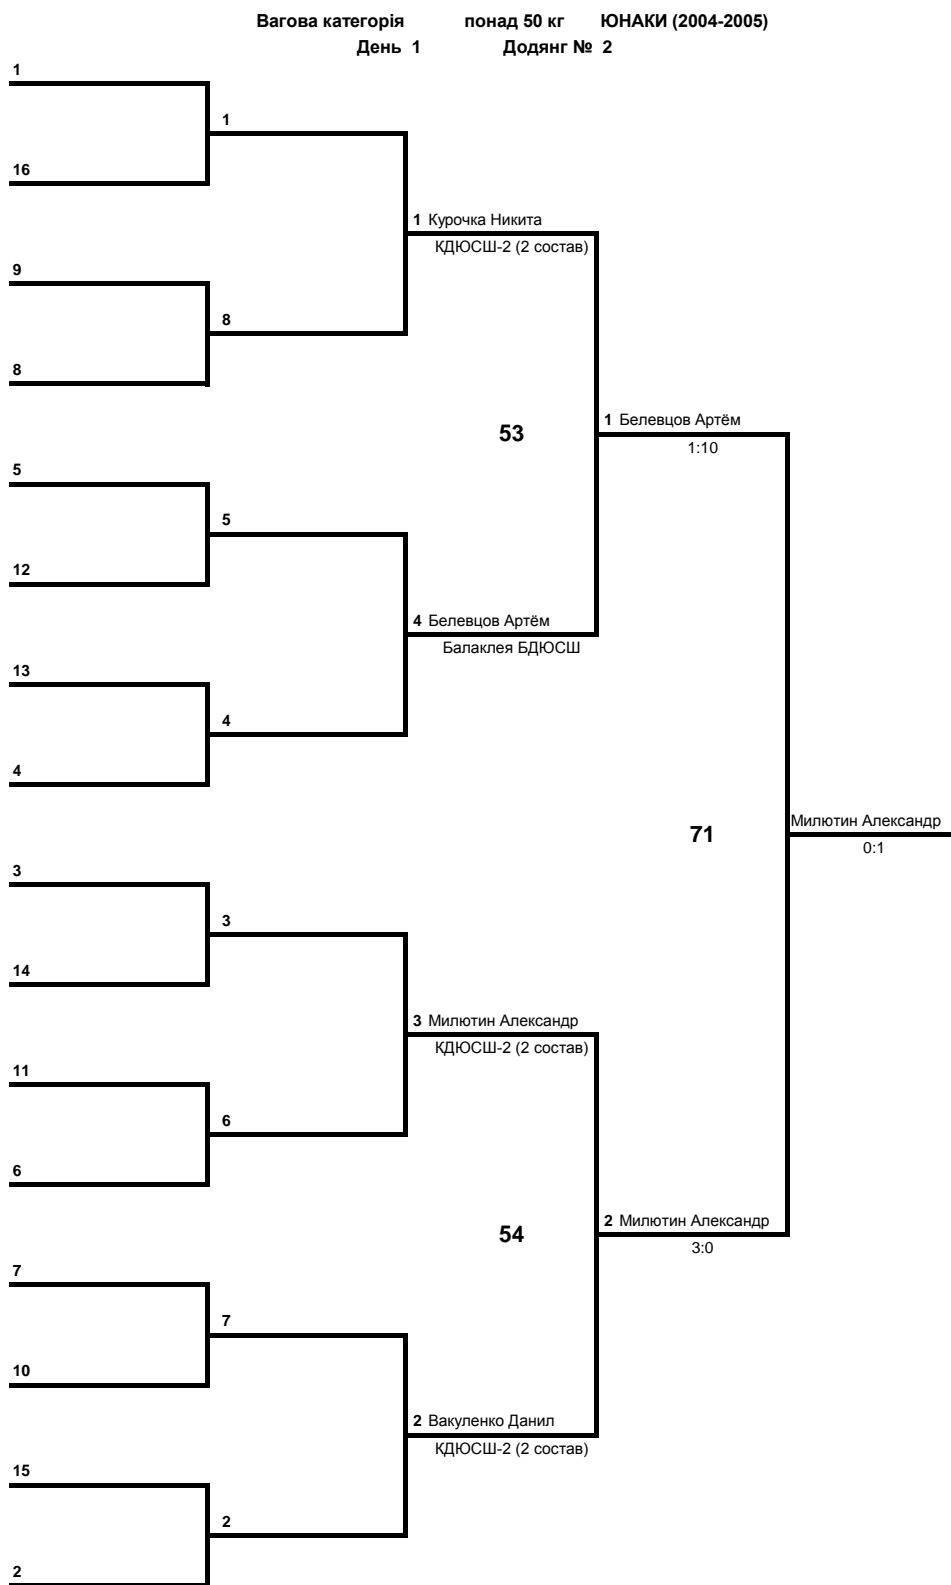 Вагова категорія понад 50 кг ЮНАКИ (2004-2005)
День 1 Додянг № 2
1
1
16
1 Курочка Никита
КДЮСШ-2 (2 состав)
9
8
8
1 Белевцов Артём
53
1:10
5
5
12
4 Белевцов Артём
Балаклея БДЮСШ
13
4
4
Милютин Александр
71
0:1
3
3
14
3 Милютин Александр
КДЮСШ-2 (2 состав)
11
6
6
2 Милютин Александр
54
3:0
7
7
10
2 Вакуленко Данил
КДЮСШ-2 (2 состав)
15
2
2